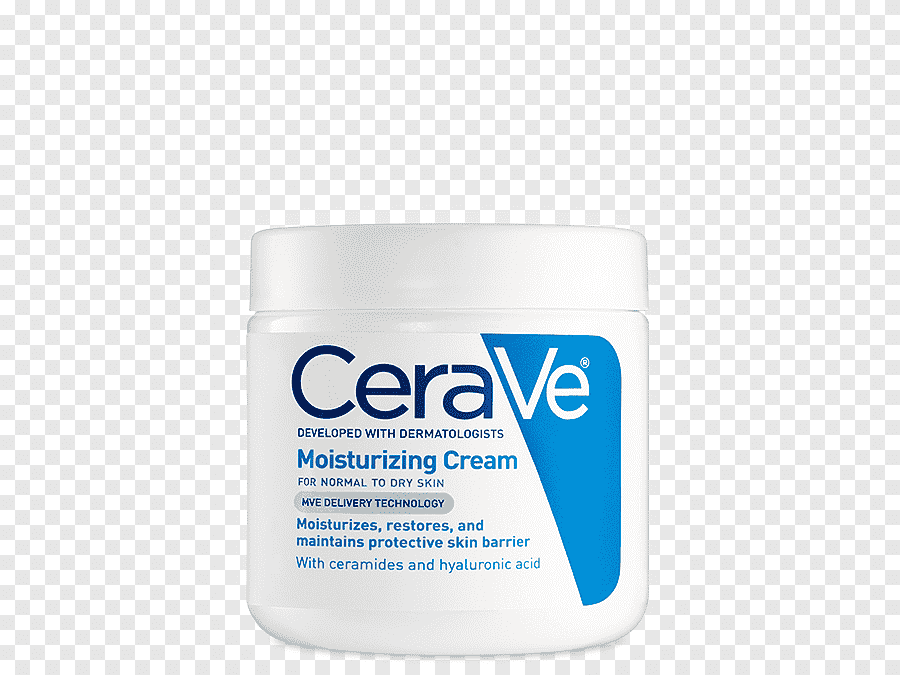 CeraVe®
DEVELOPED WITH DERMATOLOGISTS
Moisturizing Cream
FOR NORMAL TO DRY SKIN
MVE DELIVERY TECHNOLOGY
Moisturizes, restores, and
maintains protective skin barrier
With ceramides and hyaluronic acid